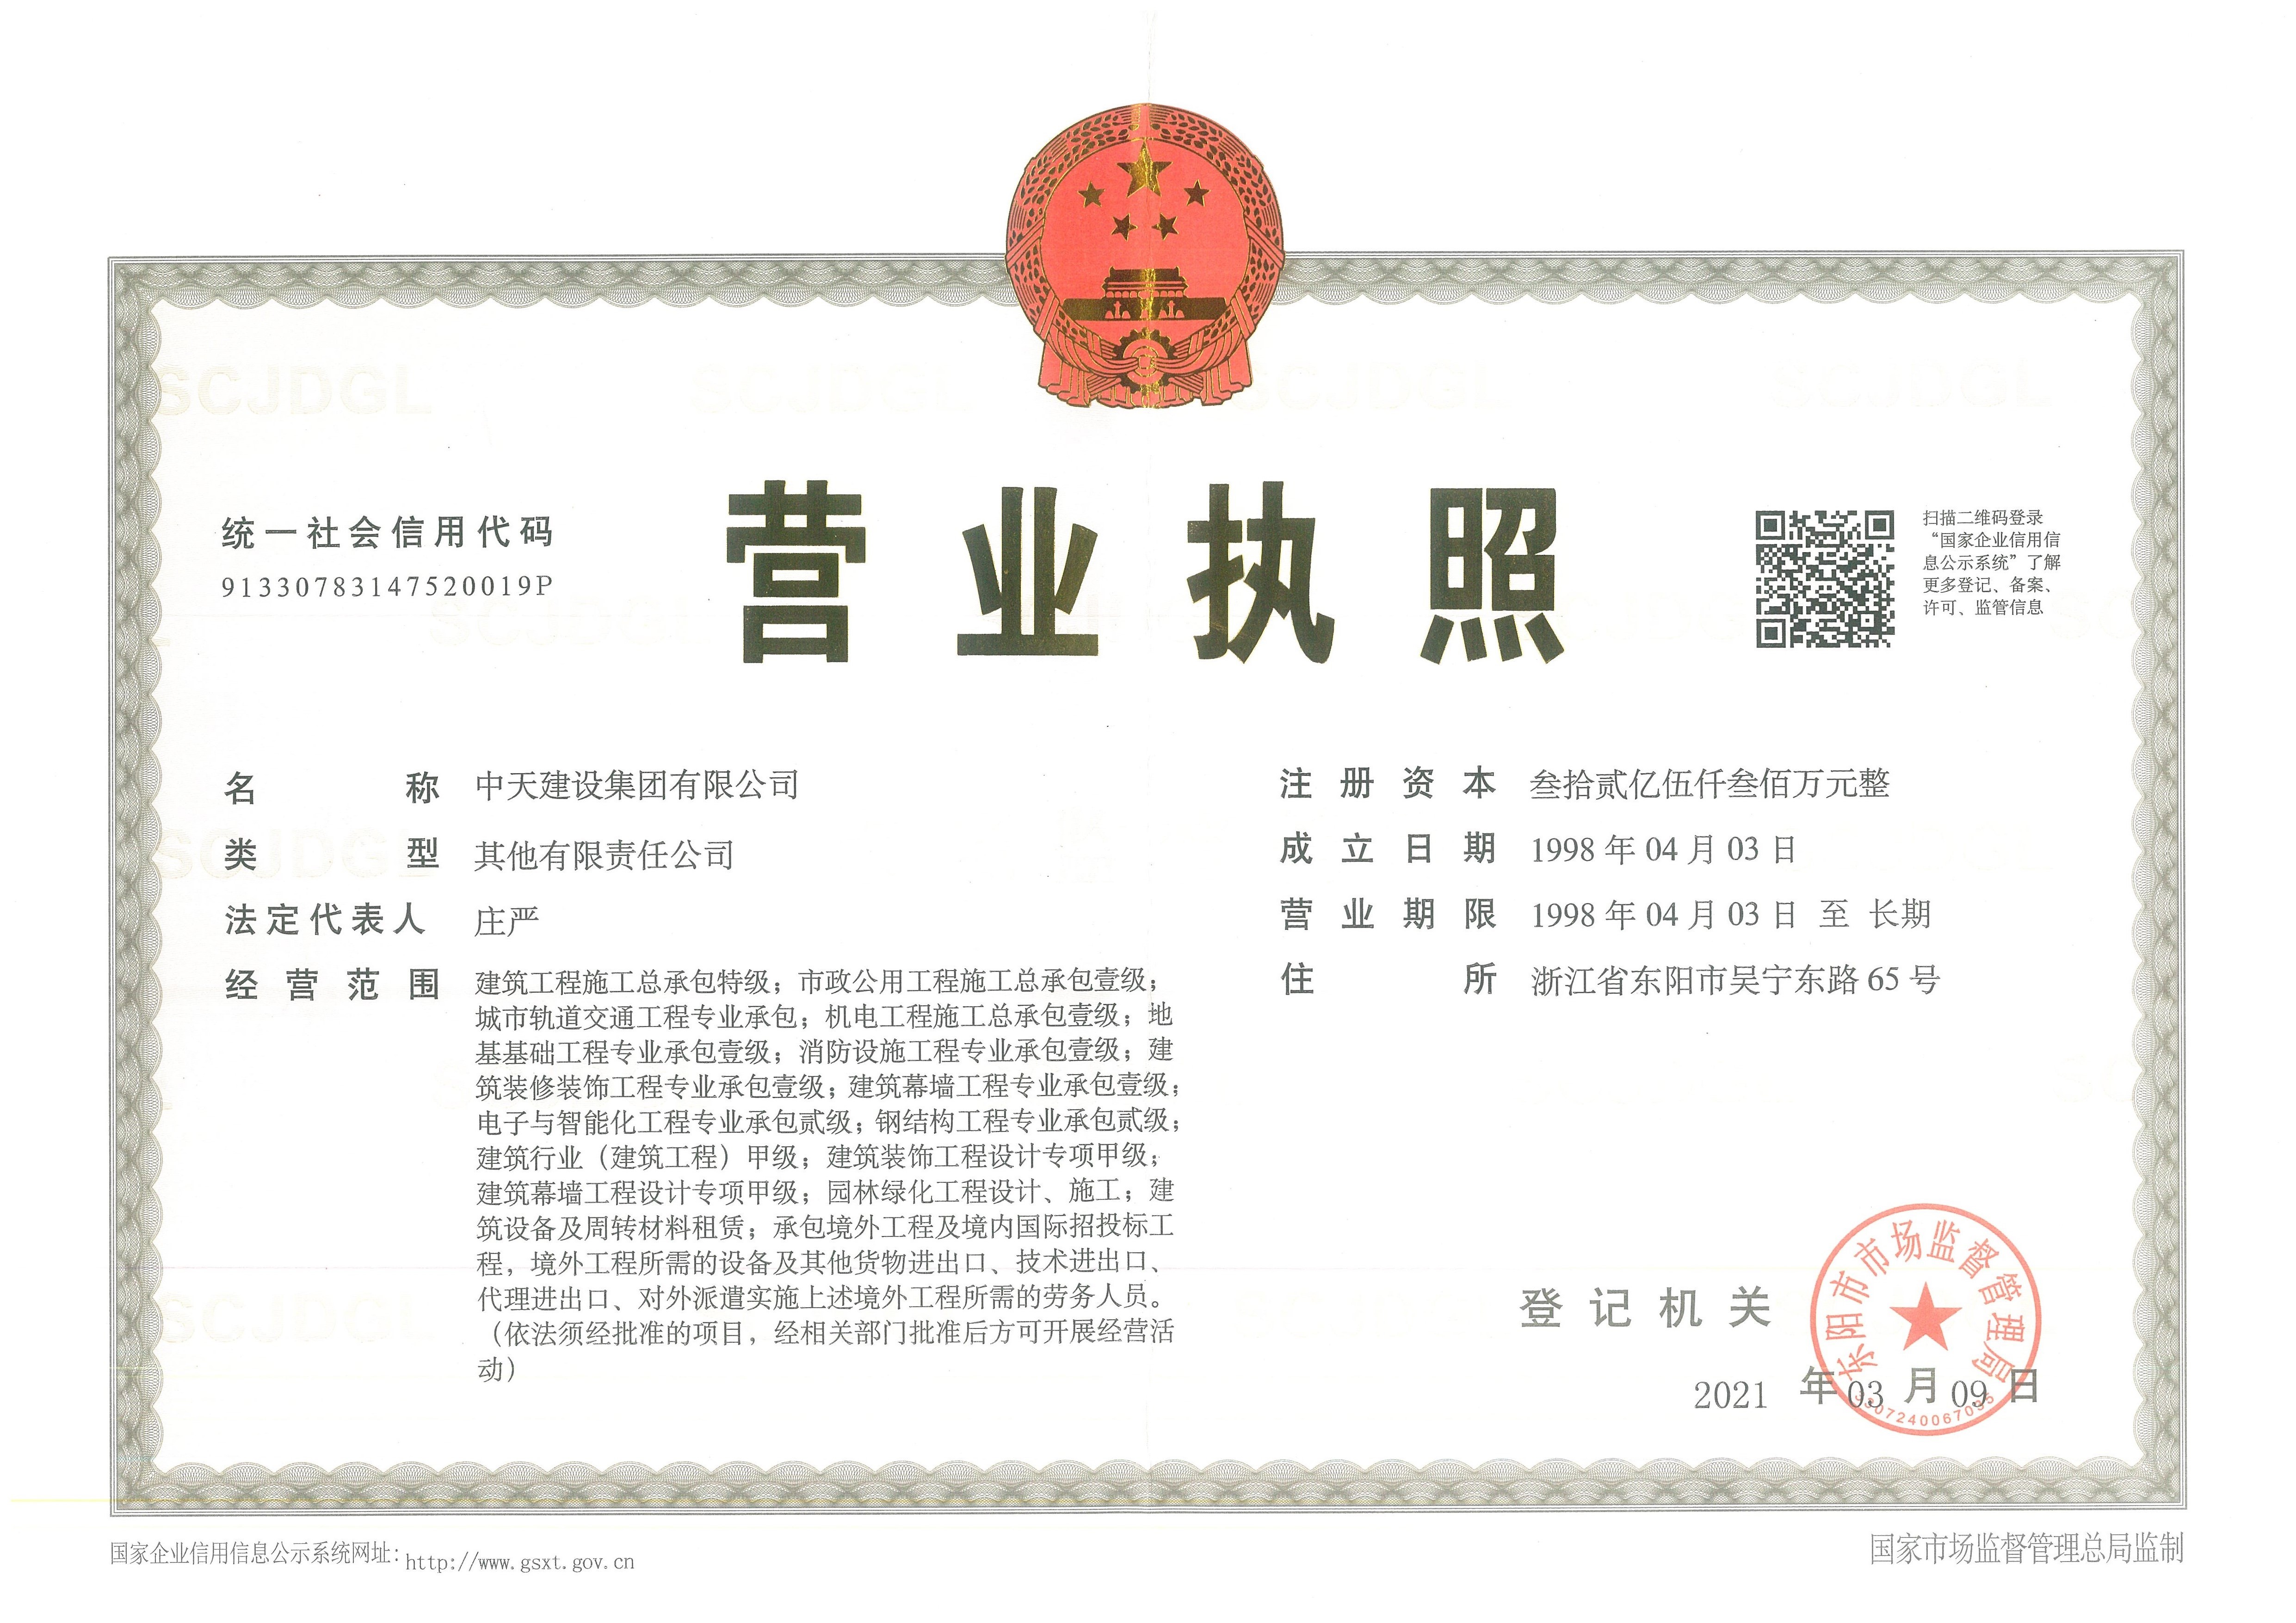 营业执照
统一社会信用代码
91330783147520019P
扫描二维码登录
“国家企业信用信
息公示系统”了解
更多登记、备案、
许可、监管信息
名称 中天建设集团有限公司
类型 其他有限责任公司
法定代表人 庄严
经营范围 建筑工程施工总承包特级；市政公用工程施工总承包壹级；
城市轨道交通工程专业承包；机电工程施工总承包壹级；地
基基础工程专业承包壹级；消防设施工程专业承包壹级；建
筑装修装饰工程专业承包壹级；建筑幕墙工程专业承包壹级；
电子与智能化工程专业承包贰级；钢结构工程专业承包贰级；
建筑行业（建筑工程）甲级；建筑装饰工程设计专项甲级；
建筑幕墙工程设计专项甲级；园林绿化工程设计、施工；建
筑设备及周转材料租赁；承包境外工程及境内国际招投标工
程，境外工程所需的设备及其他货物进出口、技术进出口、
代理进出口、对外派遣实施上述境外工程所需的劳务人员。
（依法须经批准的项目，经相关部门批准后方可开展经营活
动）
注册资本 叁拾贰亿伍仟叁佰万元整
成立日期 1998年04月03日
营业期限 1998年04月03日 至 长期
住所 浙江省东阳市吴宁东路65号
登记机关
东阳市市场监督管理局
2021 年 03 月 09 日
国家企业信用信息公示系统网址：http://www.gsxt.gov.cn
国家市场监督管理总局监制
SCJDGL